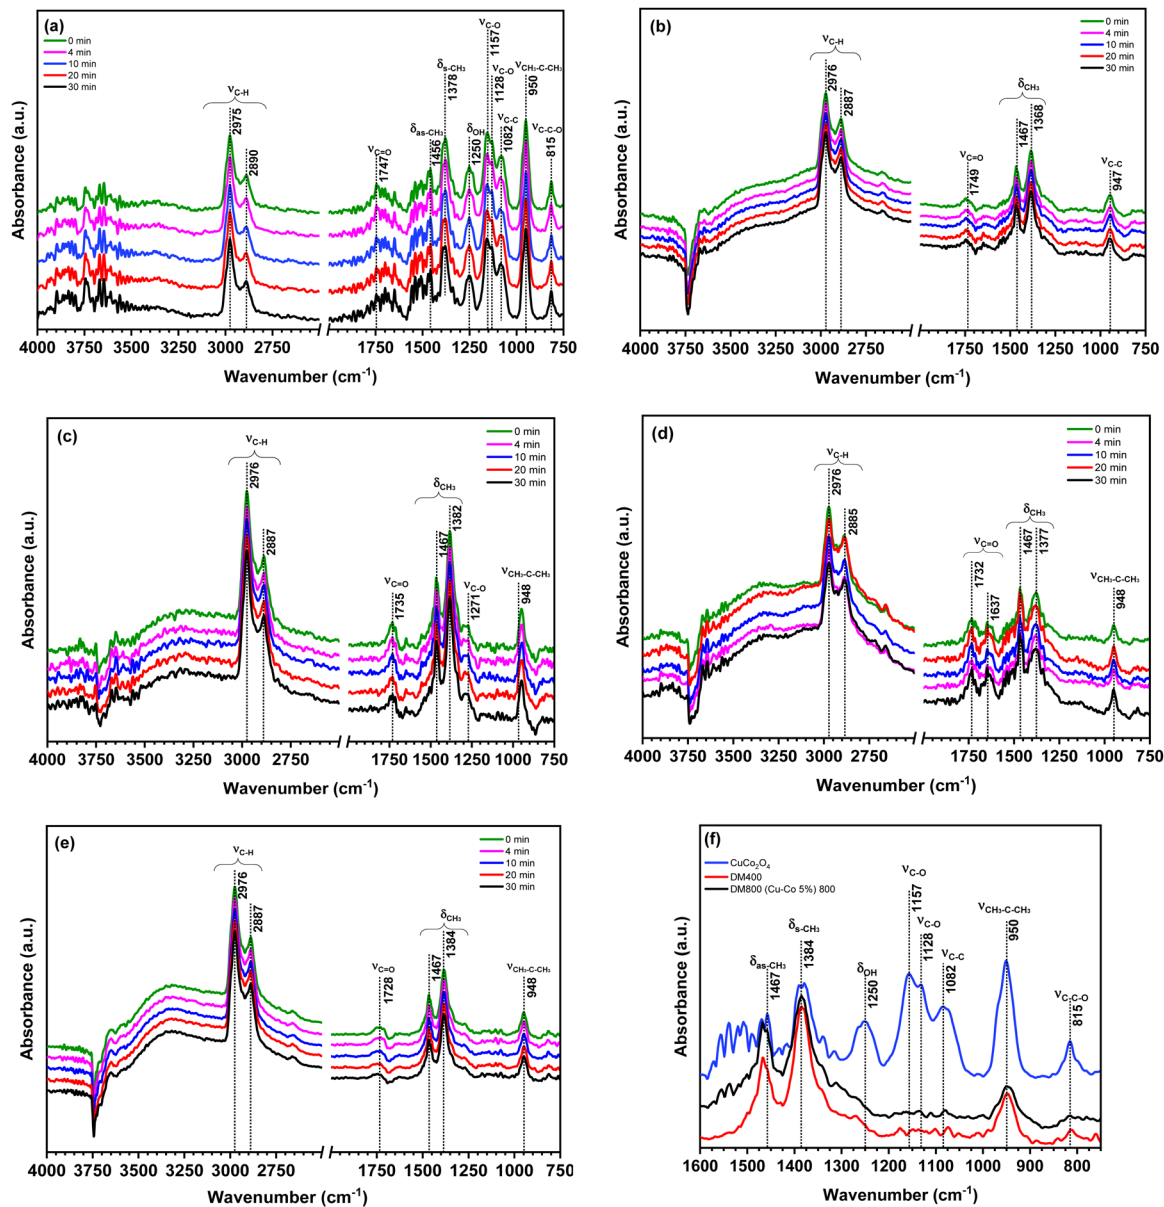 (a)
0 min
4 min
10 min
20 min
30 min
νC-H
2975
2890
νC=O
1747
δas-CH₃
1456
δs-CH₃
1378
δOH
1250
νC-O
1157
νC-O
1128
νC-C
1082
νCH₃-C-CH₃
950
νC-C-O
815
Absorbance (a.u.)
4000 3500 3000 2750 1750 1500 1250 1000 750
Wavenumber (cm⁻¹)
(b)
0 min
4 min
10 min
20 min
30 min
νC-H
2976
2887
νC=O
1749
δCH₃
1467
1368
νC-C
947
Absorbance (a.u.)
4000 3750 3500 3250 3000 2750 1750 1500 1250 1000 750
Wavenumber (cm⁻¹)
(c)
0 min
4 min
10 min
20 min
30 min
νC-H
2976
2887
νC=O
1735
δCH₃
1467
1382
νC-O
1271
νCH₃-C-CH₃
948
Absorbance (a.u.)
4000 3750 3500 3250 3000 2750 1750 1500 1250 1000 750
Wavenumber (cm⁻¹)
(d)
0 min
4 min
10 min
20 min
30 min
νC-H
2976
2885
νC=O
1732
1637
δCH₃
1467
1377
νCH₃-C-CH₃
948
Absorbance (a.u.)
4000 3750 3500 3250 3000 2750 1750 1500 1250 1000 750
Wavenumber (cm⁻¹)
(e)
0 min
4 min
10 min
20 min
30 min
νC-H
2976
2887
νC=O
1728
δCH₃
1467
1384
νCH₃-C-CH₃
948
Absorbance (a.u.)
4000 3750 3500 3250 3000 2750 1750 1500 1250 1000 750
Wavenumber (cm⁻¹)
(f)
CuCo₂O₄
DM400
DM800 (Cu-Co 5%) 800
δas-CH₃
1467
δs-CH₃
1384
δOH
1250
νC-O
1157
νC-O
1128
νC-C
1082
νCH₃-C-CH₃
950
νC-C-O
815
Absorbance (a.u.)
1600 1500 1400 1300 1200 1100 1000 900 800
Wavenumber (cm⁻¹)